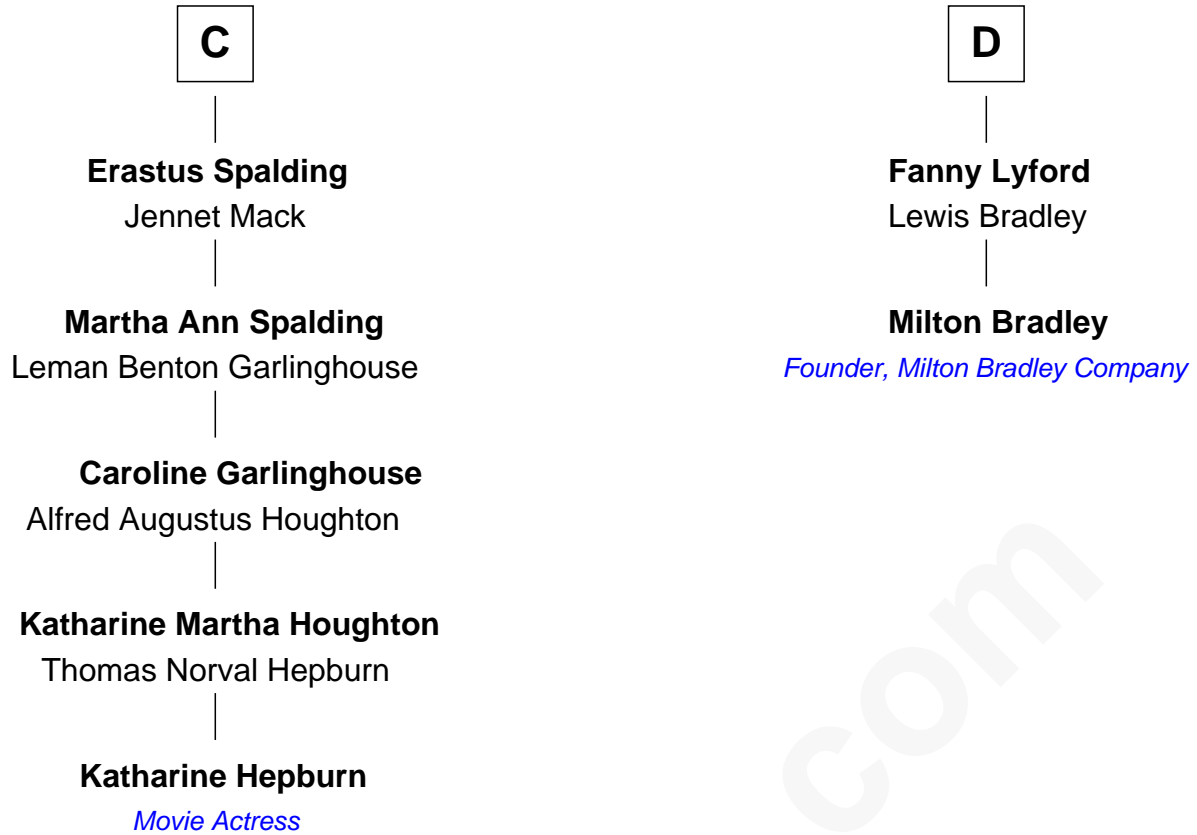 C
Erastus Spalding
Jennet Mack
Martha Ann Spalding
Leman Benton Garlinghouse
Caroline Garlinghouse
Alfred Augustus Houghton
Katharine Martha Houghton
Thomas Norval Hepburn
Katharine Hepburn
Movie Actress
D
Fanny Lyford
Lewis Bradley
Milton Bradley
Founder, Milton Bradley Company
com